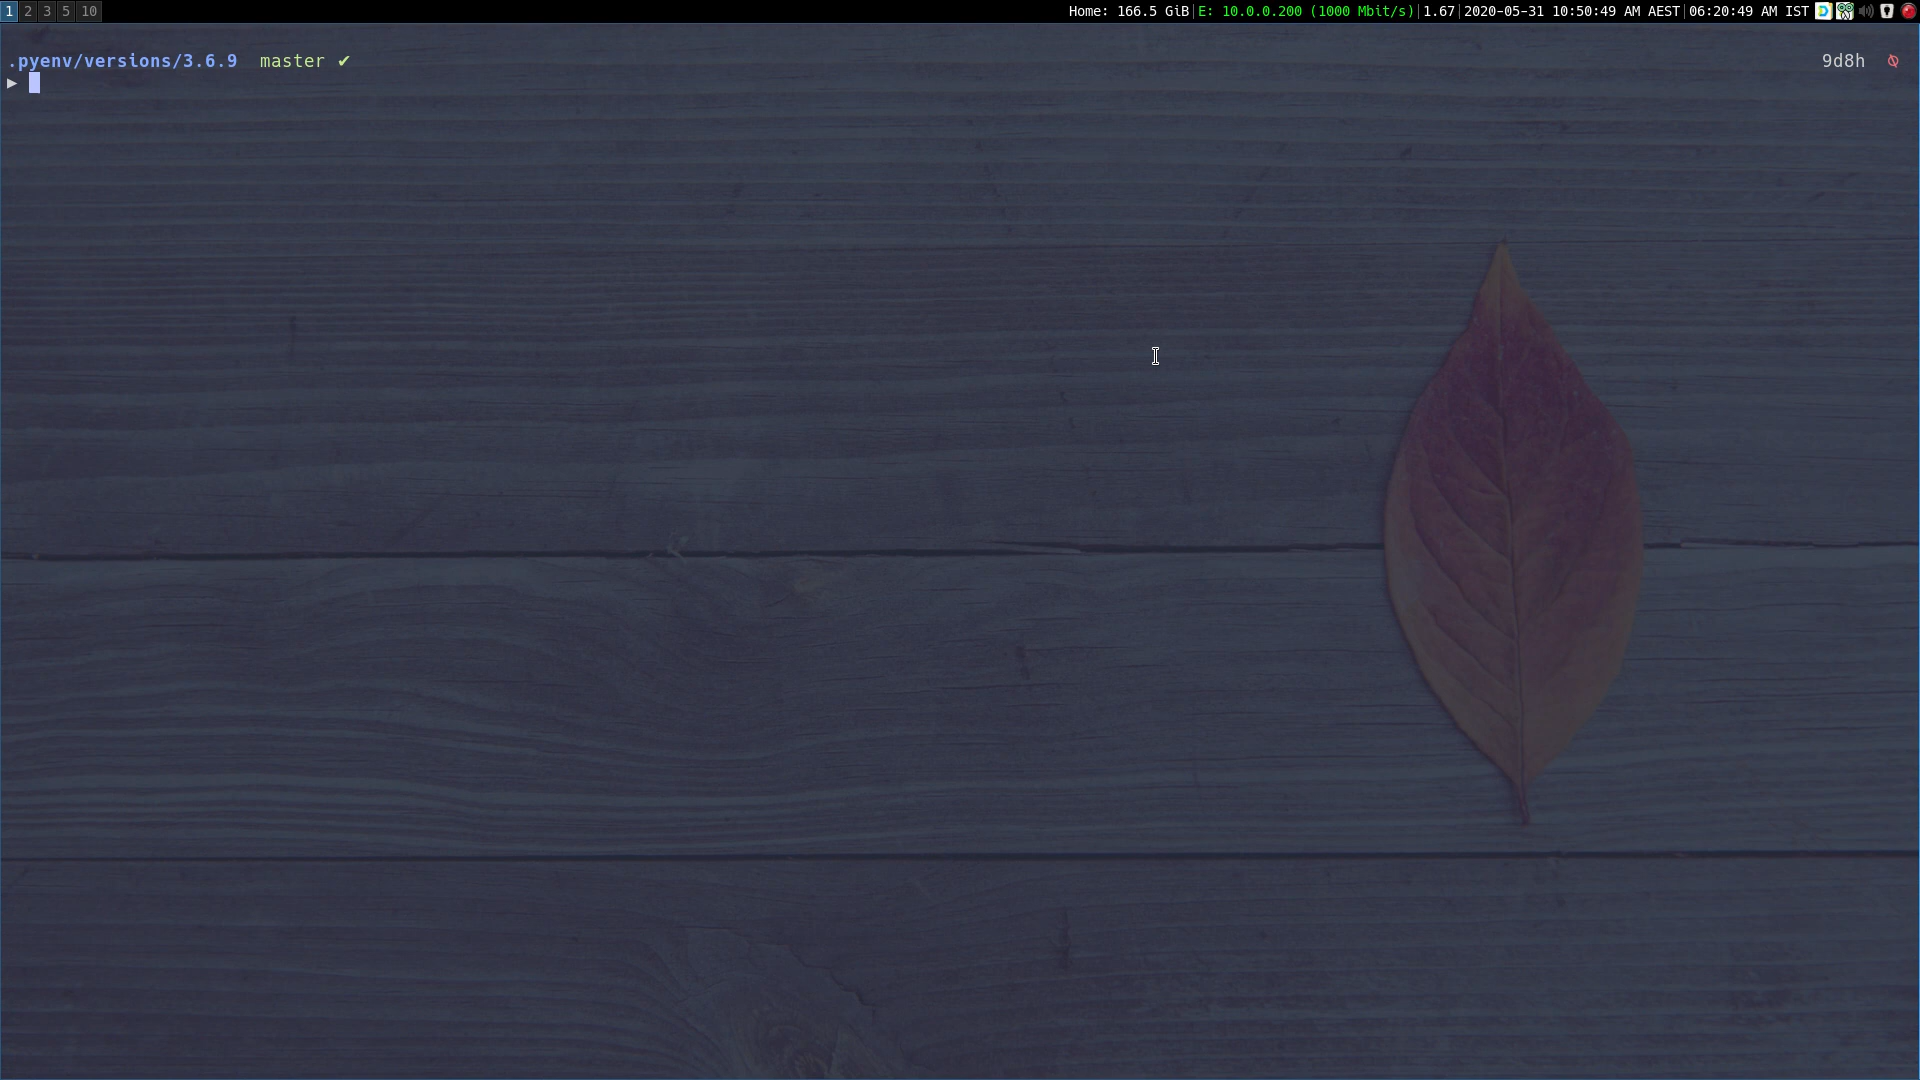 1 2 3 5 10 Home: 166.5 GiB|E: 10.0.0.200 (1000 Mbit/s)|1.67|2020-05-31 10:50:49 AM AEST|06:20:49 AM IST
.pyenv/versions/3.6.9 master ✔ 9d8h
▶